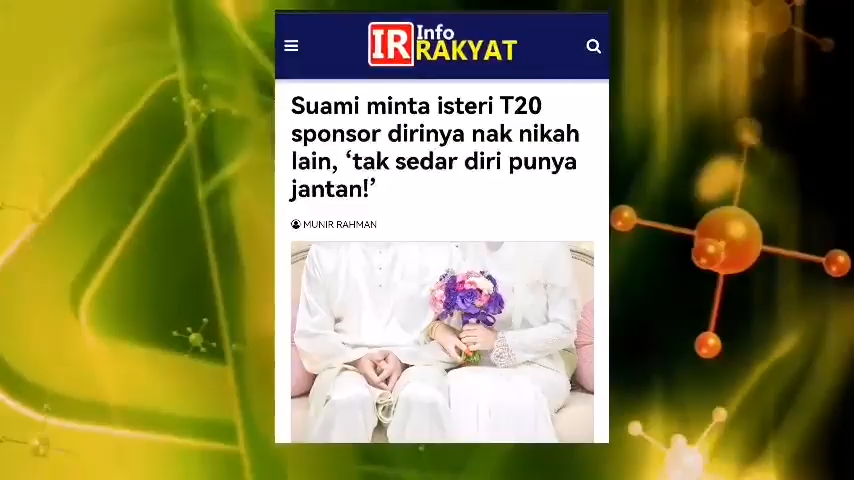 IR Info
RAKYAT
Suami minta isteri T20
sponsor dirinya nak nikah
lain, ‘tak sedar diri punya
jantan!’
MUNIR RAHMAN